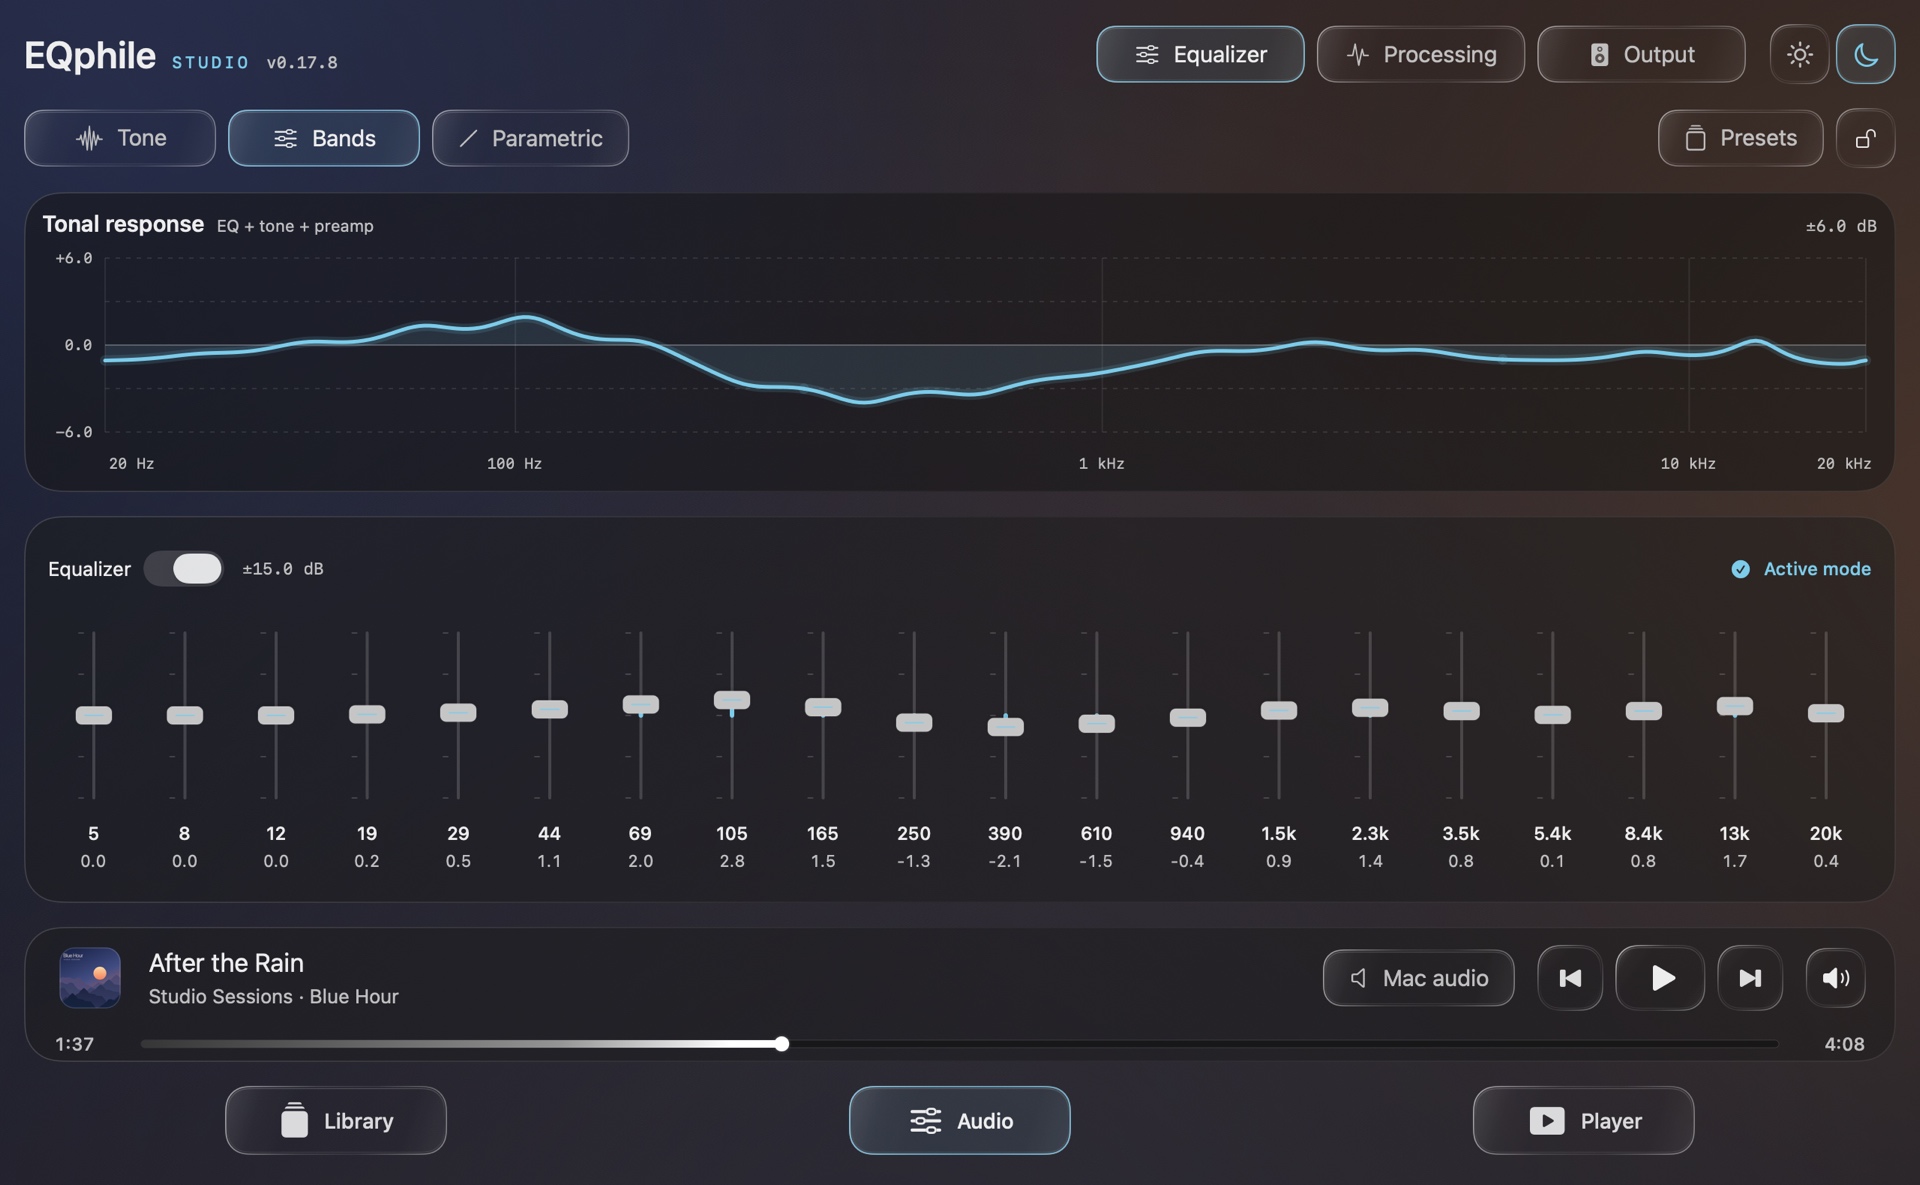 EQphile STUDIO v0.17.8
Equalizer
Processing
Output
Tone
Bands
Parametric
Presets
Tonal response EQ + tone + preamp
±6.0 dB
+6.0
0.0
−6.0
20 Hz
100 Hz
1 kHz
10 kHz
20 kHz
Equalizer
±15.0 dB
Active mode
5 8 12 19 29 44 69 105 165 250 390 610 940 1.5k 2.3k 3.5k 5.4k 8.4k 13k 20k
0.0 0.0 0.0 0.2 0.5 1.1 2.0 2.8 1.5 -1.3 -2.1 -1.5 -0.4 0.9 1.4 0.8 0.1 0.8 1.7 0.4
Blue Hour
After the Rain
Studio Sessions · Blue Hour
Mac audio
1:37
4:08
Library
Audio
Player